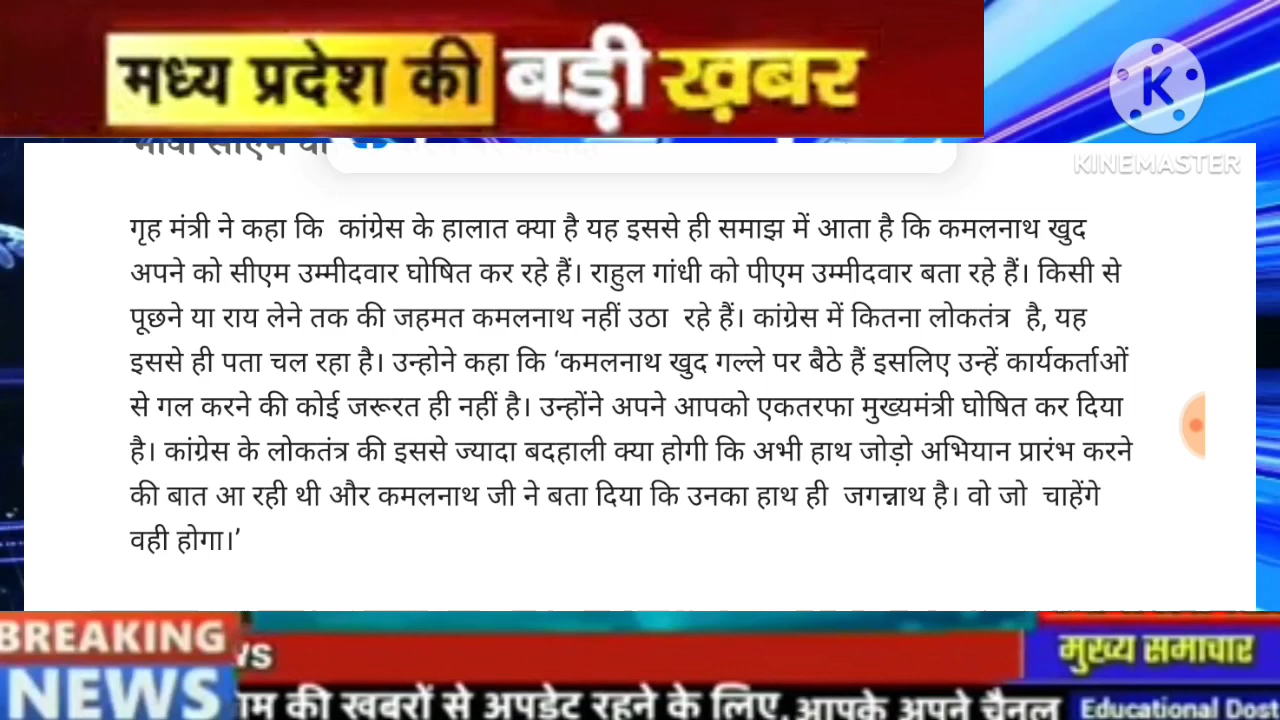 मध्य प्रदेश की बड़ी ख़बर
K
KINEMASTER
गृह मंत्री ने कहा कि कांग्रेस के हालात क्या है यह इससे ही समाझ में आता है कि कमलनाथ खुद
अपने को सीएम उम्मीदवार घोषित कर रहे हैं। राहुल गांधी को पीएम उम्मीदवार बता रहे हैं। किसी से
पूछने या राय लेने तक की जहमत कमलनाथ नहीं उठा रहे हैं। कांग्रेस में कितना लोकतंत्र है, यह
इससे ही पता चल रहा है। उन्होने कहा कि ‘कमलनाथ खुद गल्ले पर बैठे हैं इसलिए उन्हें कार्यकर्ताओं
से गल करने की कोई जरूरत ही नहीं है। उन्होंने अपने आपको एकतरफा मुख्यमंत्री घोषित कर दिया
है। कांग्रेस के लोकतंत्र की इससे ज्यादा बदहाली क्या होगी कि अभी हाथ जोड़ो अभियान प्रारंभ करने
की बात आ रही थी और कमलनाथ जी ने बता दिया कि उनका हाथ ही जगन्नाथ है। वो जो चाहेंगे
वही होगा।’
BREAKING
NEWS
मुख्य समाचार
की खबरों से अपडेट रहने के लिए, आपके अपने चैनल
Educational Dost